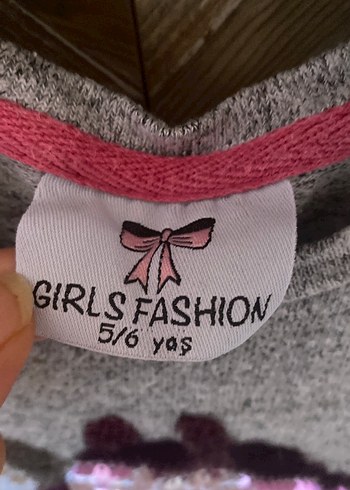 GIRLS FASHION
5/6 yaş